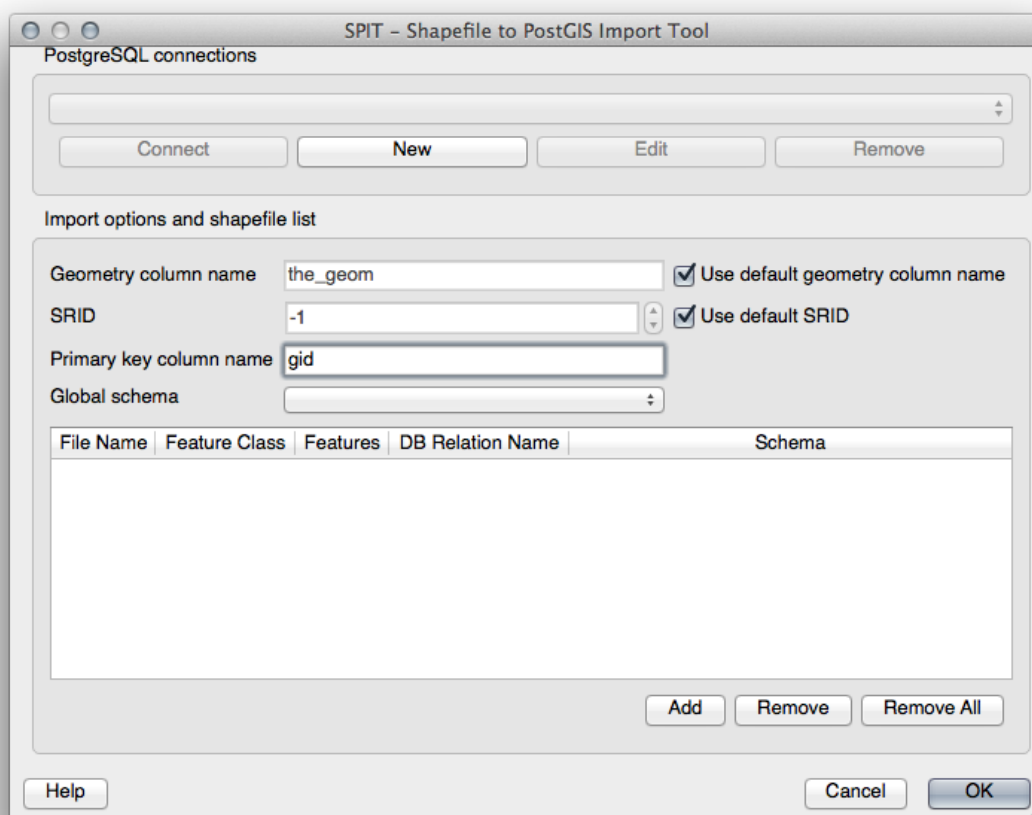 SPIT – Shapefile to PostGIS Import Tool
PostgreSQL connections
Connect New Edit Remove
Import options and shapefile list
Geometry column name the_geom Use default geometry column name
SRID -1 Use default SRID
Primary key column name gid
Global schema
File Name Feature Class Features DB Relation Name Schema
Add Remove Remove All
Help Cancel OK